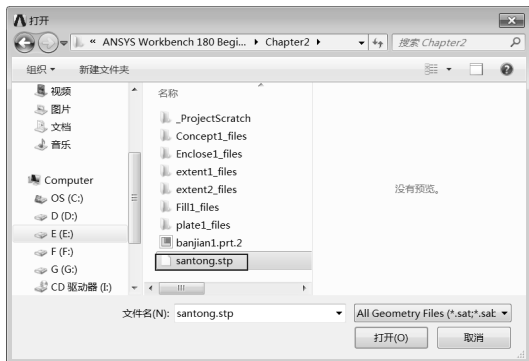 打开
« ANSYS Workbench 180 Begi... Chapter2 搜索 Chapter2
组织 新建文件夹
视频
图片
文档
音乐
Computer
OS (C:)
D (D:)
E (E:)
F (F:)
G (G:)
CD 驱动器 (I:)
名称
_ProjectScratch
Concept1_files
Enclose1_files
extent1_files
extent2_files
Fill1_files
plate1_files
banjian1.prt.2
santong.stp
没有预览。
文件名(N): santong.stp All Geometry Files (*.sat;*.sab
打开(O) 取消